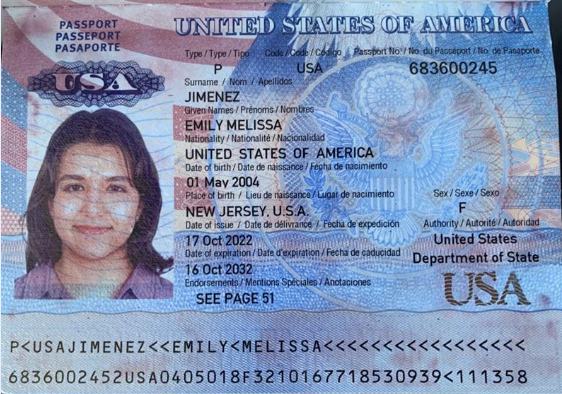 PASSPORT
PASSEPORT
PASAPORTE
UNITED STATES OF AMERICA
USA
Type / Type / Tipo Code / Code / Código Passport No. / No. du Passeport / No. de Pasaporte
P USA 683600245
Surname / Nom / Apellidos
JIMENEZ
Given Names / Prénoms / Nombres
EMILY MELISSA
Nationality / Nationalité / Nacionalidad
UNITED STATES OF AMERICA
Date of birth / Date de naissance / Fecha de nacimiento
01 May 2004
Place of birth / Lieu de naissance / Lugar de nacimiento Sex / Sexe / Sexo
NEW JERSEY, U.S.A. F
Date of issue / Date de délivrance / Fecha de expedición Authority / Autorité / Autoridad
17 Oct 2022 United States
Date of expiration / Date d'expiration / Fecha de caducidad Department of State
16 Oct 2032
Endorsements / Mentions Spéciales / Anotaciones
SEE PAGE 51
USA
P<USAJIMENEZ<<EMILY<MELISSA<<<<<<<<<<<<<<<<<
6836002452USA0405018F3210167718530939<111358